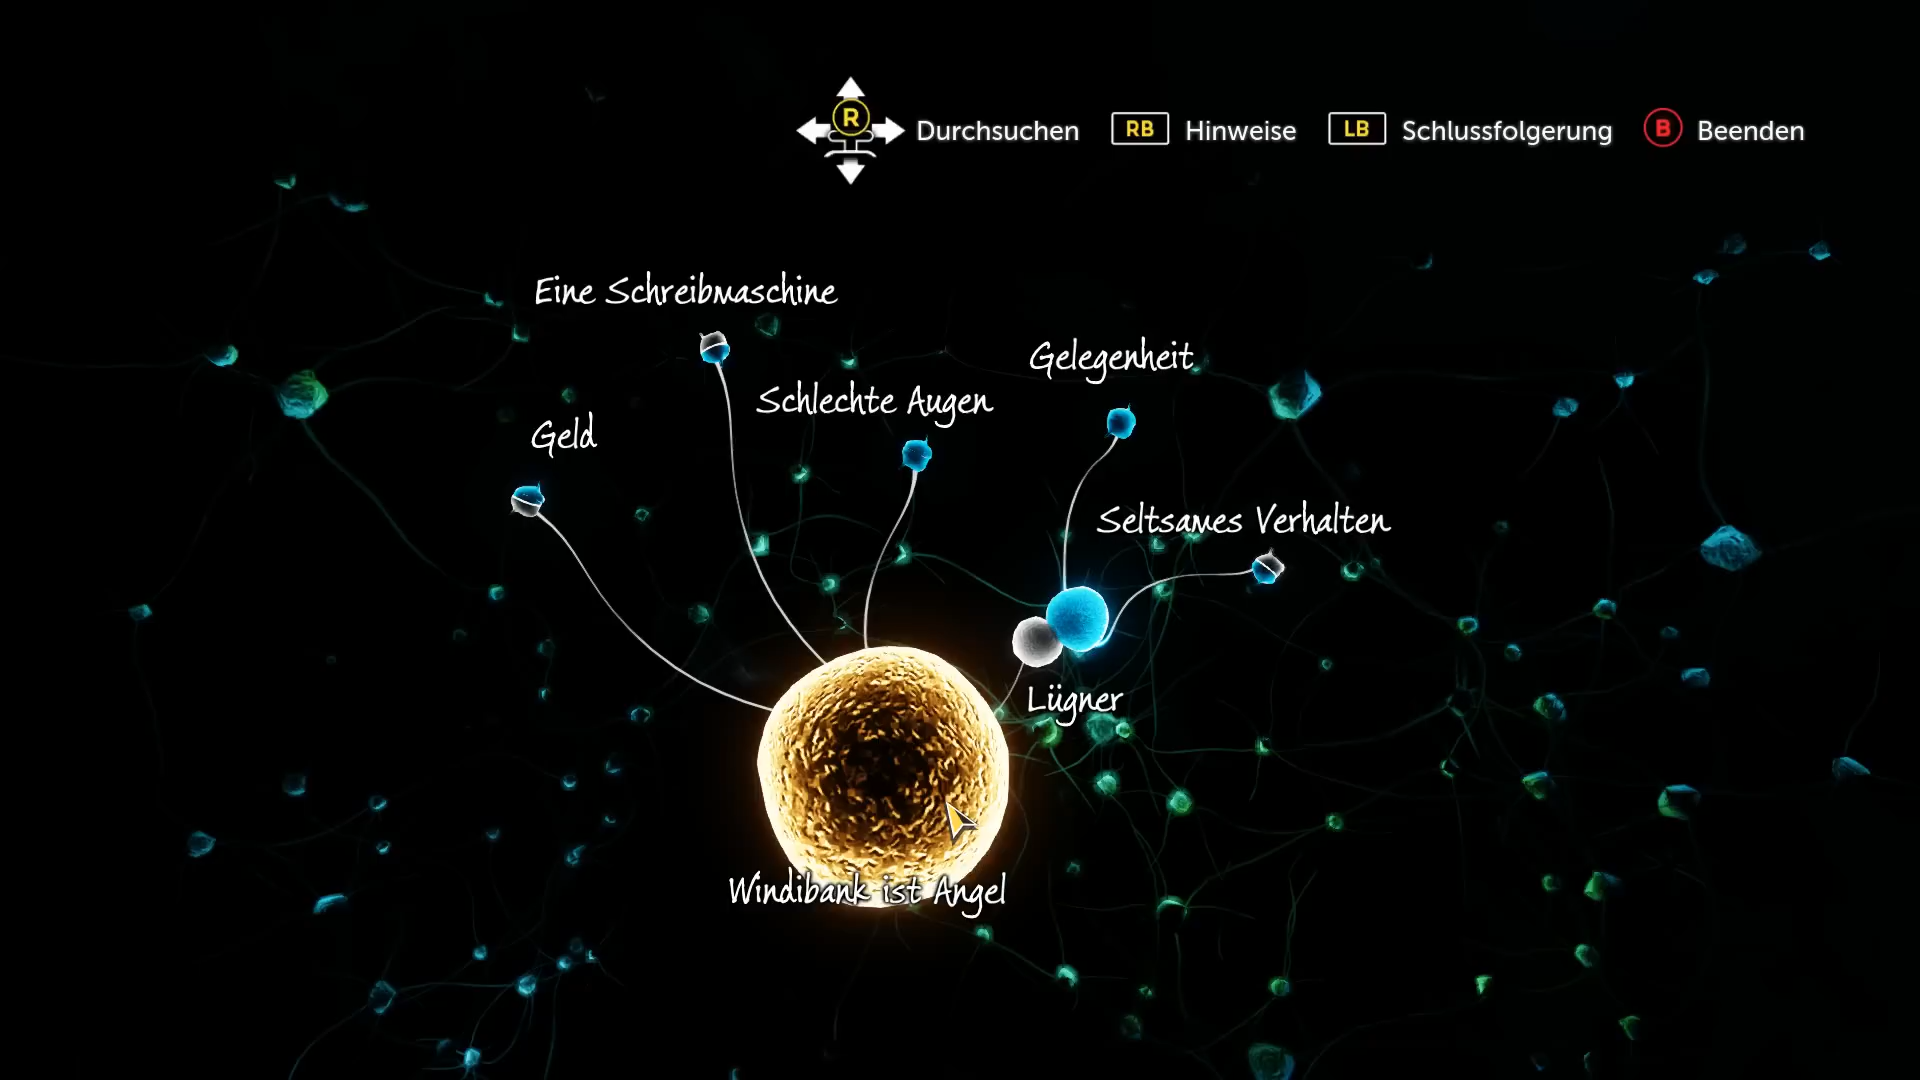 R Durchsuchen RB Hinweise LB Schlussfolgerung B Beenden
Eine Schreibmaschine
Gelegenheit
Schlechte Augen
Geld
Seltsames Verhalten
Lügner
Windibank ist Angel